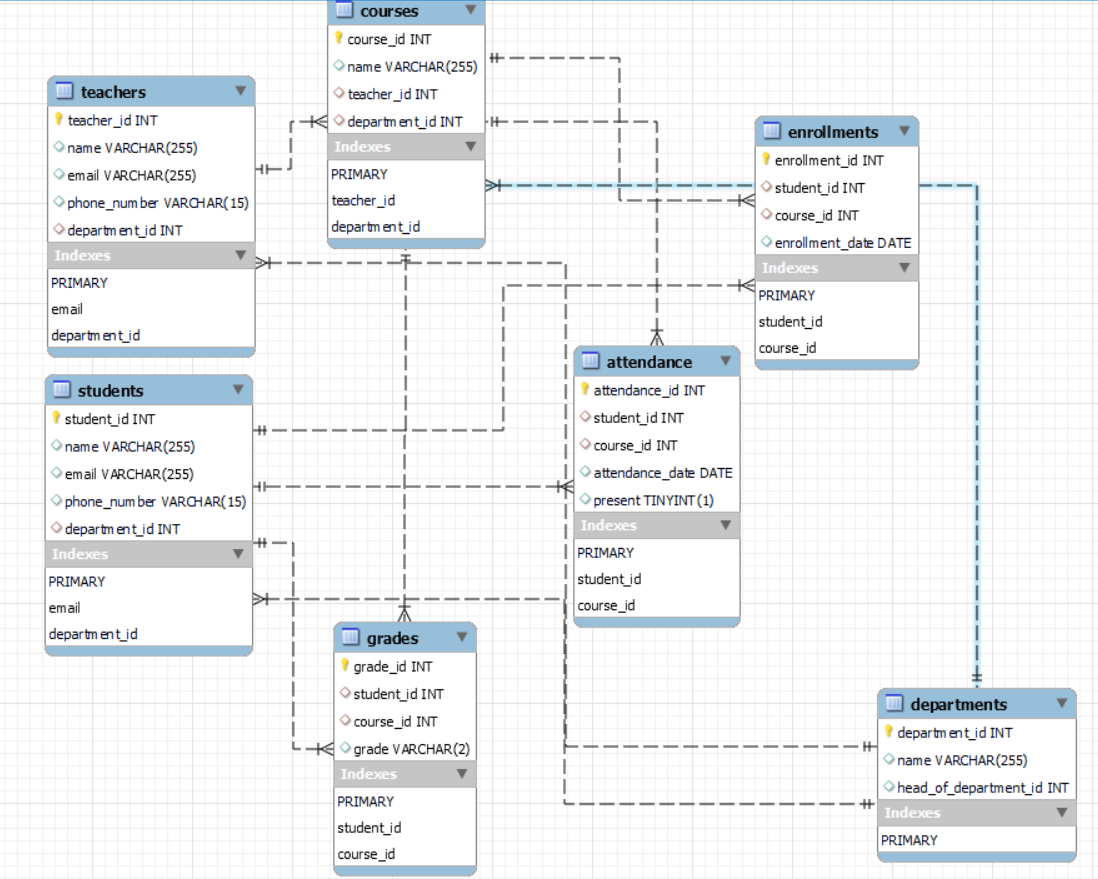 courses
course_id INT
name VARCHAR(255)
teacher_id INT
department_id INT
Indexes
PRIMARY
teacher_id
department_id
teachers
teacher_id INT
name VARCHAR(255)
email VARCHAR(255)
phone_number VARCHAR(15)
department_id INT
Indexes
PRIMARY
email
department_id
enrollments
enrollment_id INT
student_id INT
course_id INT
enrollment_date DATE
Indexes
PRIMARY
student_id
course_id
students
student_id INT
name VARCHAR(255)
email VARCHAR(255)
phone_number VARCHAR(15)
department_id INT
Indexes
PRIMARY
email
department_id
attendance
attendance_id INT
student_id INT
course_id INT
attendance_date DATE
present TINYINT(1)
Indexes
PRIMARY
student_id
course_id
grades
grade_id INT
student_id INT
course_id INT
grade VARCHAR(2)
Indexes
PRIMARY
student_id
course_id
departments
department_id INT
name VARCHAR(255)
head_of_department_id INT
Indexes
PRIMARY